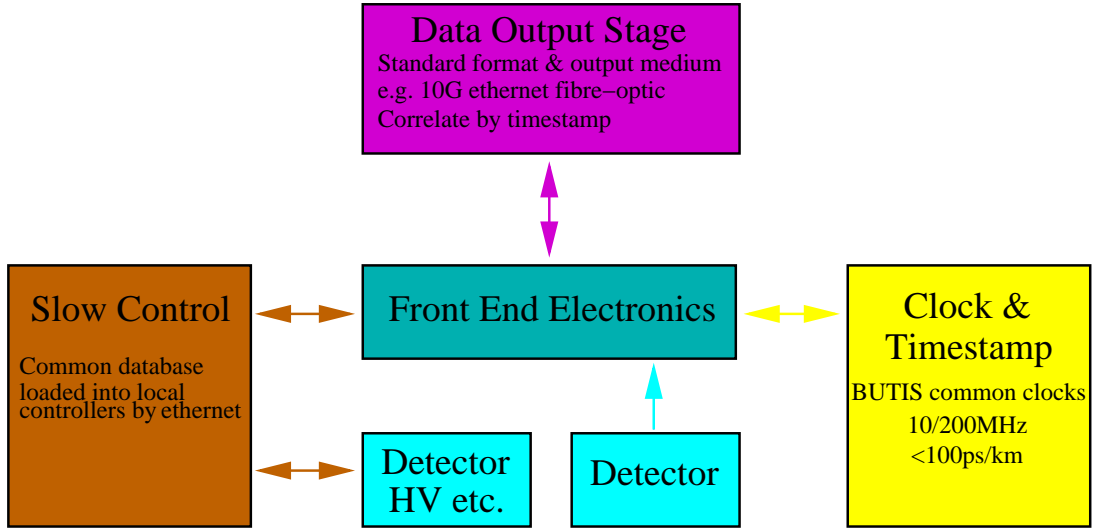 Data Output Stage
Standard format & output medium
e.g. 10G ethernet fibre−optic
Correlate by timestamp
Slow Control
Common database
loaded into local
controllers by ethernet
Front End Electronics
Clock &
Timestamp
BUTIS common clocks
10/200MHz
<100ps/km
Detector
HV etc.
Detector